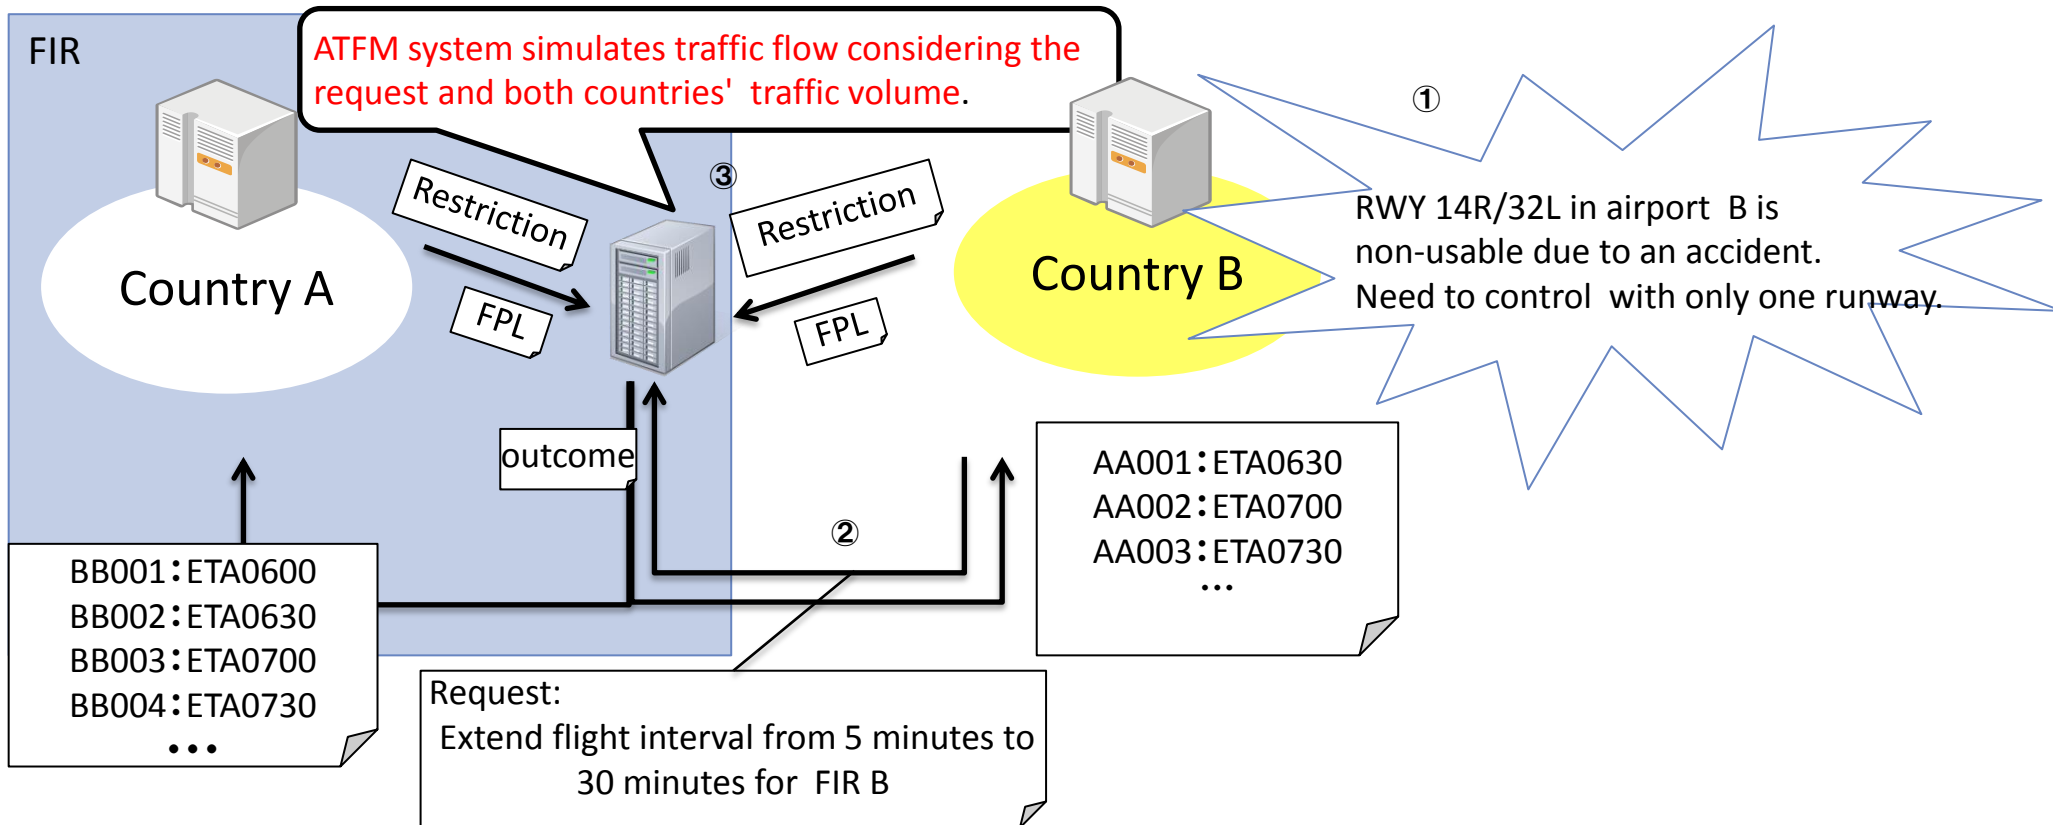 FIR
ATFM system simulates traffic flow considering the
request and both countries' traffic volume.
①
③
Restriction
Restriction
RWY 14R/32L in airport B is
non-usable due to an accident.
Need to control with only one runway.
Country A
Country B
FPL
FPL
outcome
AA001:ETA0630
AA002:ETA0700
AA003:ETA0730
...
②
BB001:ETA0600
BB002:ETA0630
BB003:ETA0700
BB004:ETA0730
...
Request:
Extend flight interval from 5 minutes to
30 minutes for FIR B